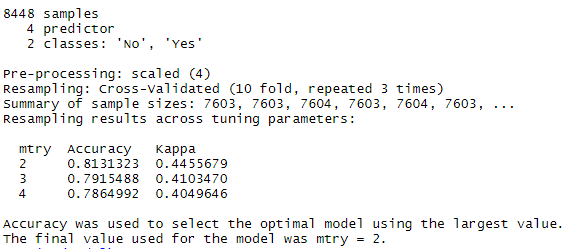 8448 samples
4 predictor
2 classes: 'No', 'Yes'
Pre-processing: scaled (4)
Resampling: Cross-Validated (10 fold, repeated 3 times)
Summary of sample sizes: 7603, 7603, 7604, 7603, 7604, 7603, ...
Resampling results across tuning parameters:
mtry Accuracy Kappa
2 0.8131323 0.4455679
3 0.7915488 0.4103470
4 0.7864992 0.4049646
Accuracy was used to select the optimal model using the largest value.
The final value used for the model was mtry = 2.